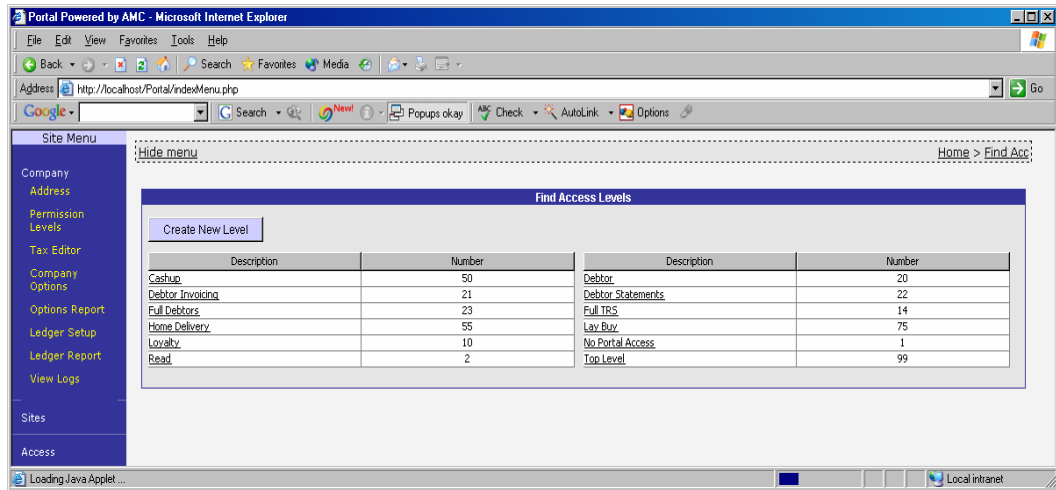 Portal Powered by AMC - Microsoft Internet Explorer
File Edit View Favorites Tools Help
Back Search Favorites Media
Address http://localhost/Portal/indexMenu.php Go
Google Search New! Popups okay ABC Check AutoLink Options
Site Menu
Hide menu Home > Find Acc
Company
Address
Permission
Levels
Tax Editor
Company
Options
Options Report
Ledger Setup
Ledger Report
View Logs
Sites
Access
Find Access Levels
Create New Level
Description Number Description Number
Cashup 50 Debtor 20
Debtor Invoicing 21 Debtor Statements 22
Full Debtors 23 Full TRS 14
Home Delivery 55 Lay Buy 75
Loyalty 10 No Portal Access 1
Read 2 Top Level 99
Loading Java Applet ... Local intranet